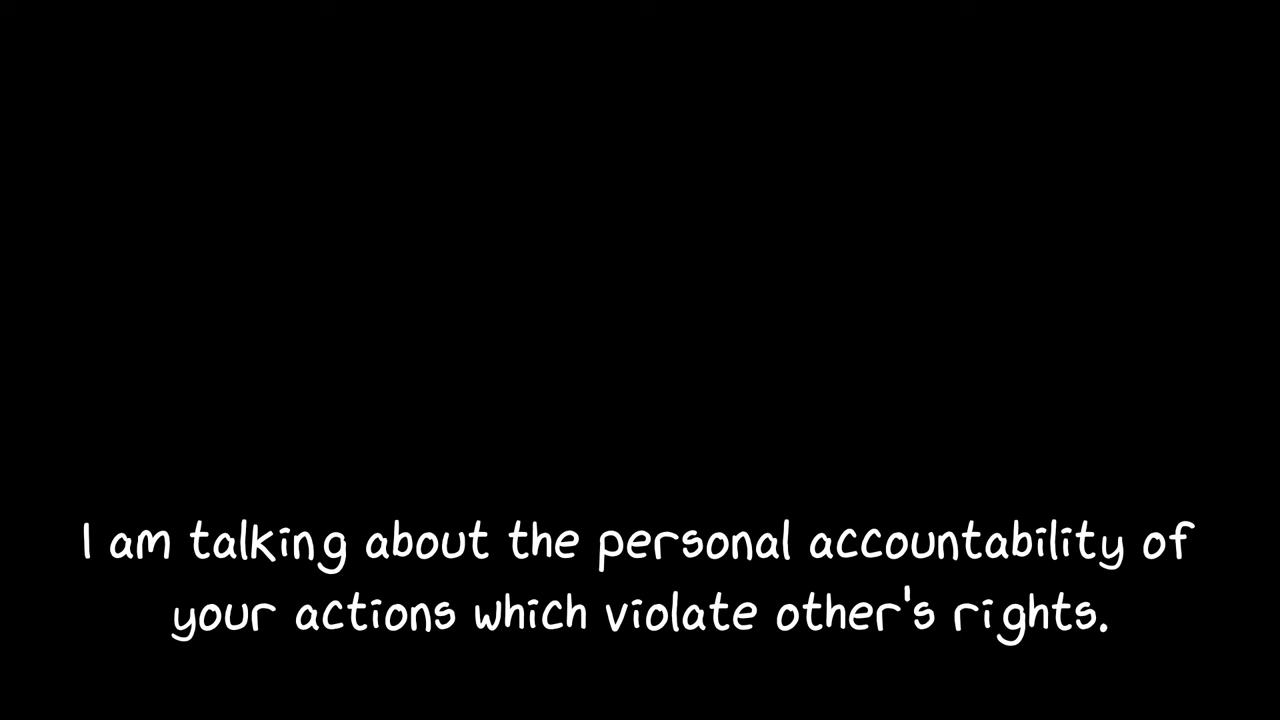 I am talking about the personal accountability of
your actions which violate other's rights.